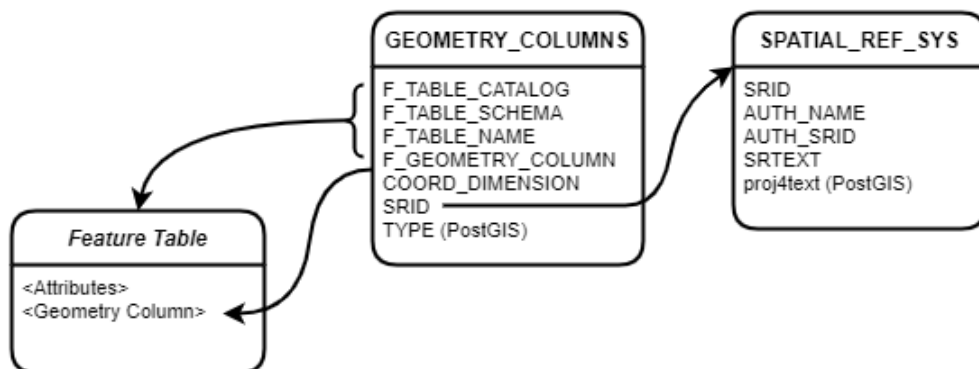 GEOMETRY_COLUMNS
F_TABLE_CATALOG
F_TABLE_SCHEMA
F_TABLE_NAME
F_GEOMETRY_COLUMN
COORD_DIMENSION
SRID
TYPE (PostGIS)
SPATIAL_REF_SYS
SRID
AUTH_NAME
AUTH_SRID
SRTEXT
proj4text (PostGIS)
Feature Table
<Attributes>
<Geometry Column>